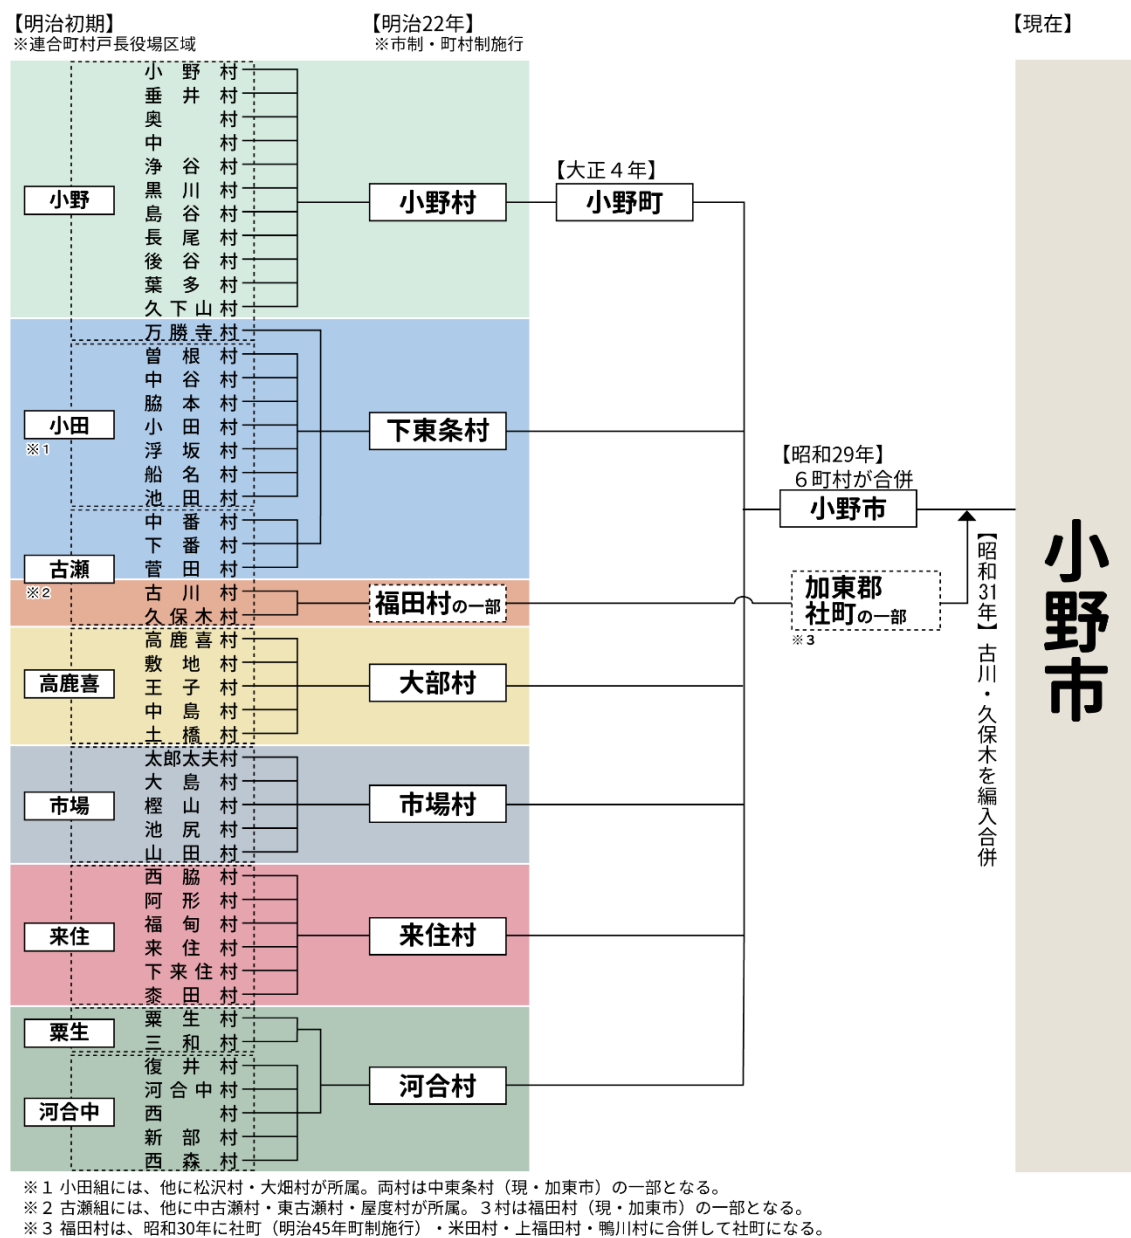 【明治初期】
※連合町村戸長役場区域
【明治22年】
※市制・町村制施行
【現在】
小野
小野村
垂井村
奥村
中村
浄谷村
黒川村
島谷村
長尾村
後谷村
葉多村
久下山村
万勝寺村
小田
※1
曽根村
中谷村
脇本村
小田村
浮坂村
船名村
池田村
古瀬
※2
中番村
下番村
菅田村
古川村
久保木村
高鹿喜
高鹿喜村
敷地村
王子村
中島村
土橋村
市場
太郎太夫村
大島村
樫山村
池尻村
山田村
来住
西脇村
阿形村
福甸村
来住村
下来住村
桼田村
粟生
粟生村
三和村
河合中
復井村
河合中村
西村
新部村
西森村
小野村
下東条村
福田村の一部
大部村
市場村
来住村
河合村
【大正４年】
小野町
【昭和29年】
６町村が合併
小野市
加東郡
社町の一部
※3
【昭和31年】古川・久保木を編入合併
小野市
※１ 小田組には、他に松沢村・大畑村が所属。両村は中東条村（現・加東市）の一部となる。
※２ 古瀬組には、他に中古瀬村・東古瀬村・屋度村が所属。３村は福田村（現・加東市）の一部となる。
※３ 福田村は、昭和30年に社町（明治45年町制施行）・米田村・上福田村・鴨川村に合併して社町になる。